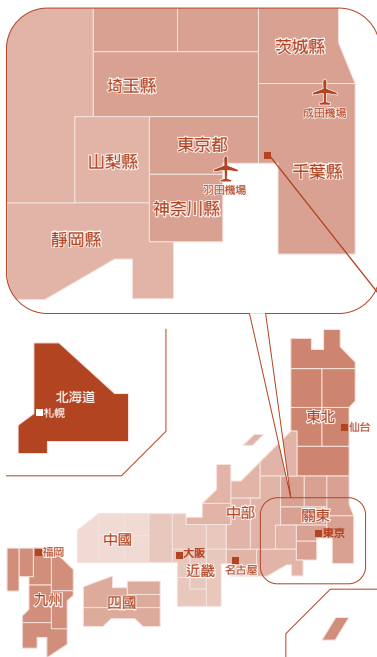 茨城縣
埼玉縣
成田機場
東京都
山梨縣
千葉縣
羽田機場
神奈川縣
靜岡縣
北海道
札幌
東北
仙台
中部
關東
東京
中國
大阪
福岡
近畿
名古屋
九州
四國